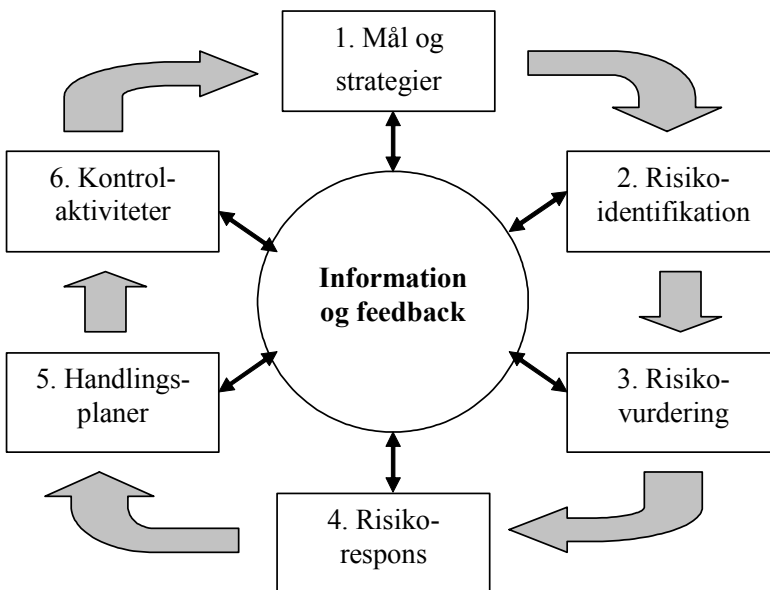 1. Mål og
strategier
2. Risiko-
identifikation
3. Risiko-
vurdering
4. Risiko-
respons
5. Handlings-
planer
6. Kontrol-
aktiviteter
Information
og feedback